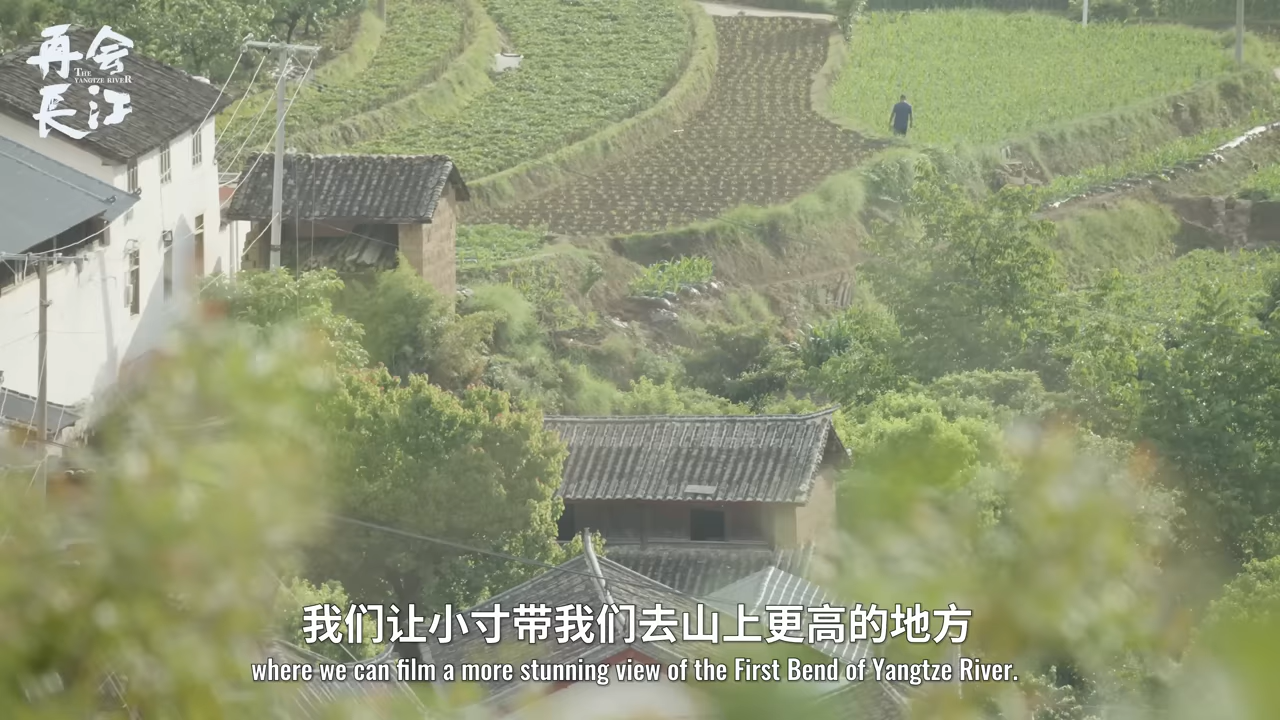 再会
THE
YANGTZE RIVER
长江
我们让小寸带我们去山上更高的地方
where we can film a more stunning view of the First Bend of Yangtze River.